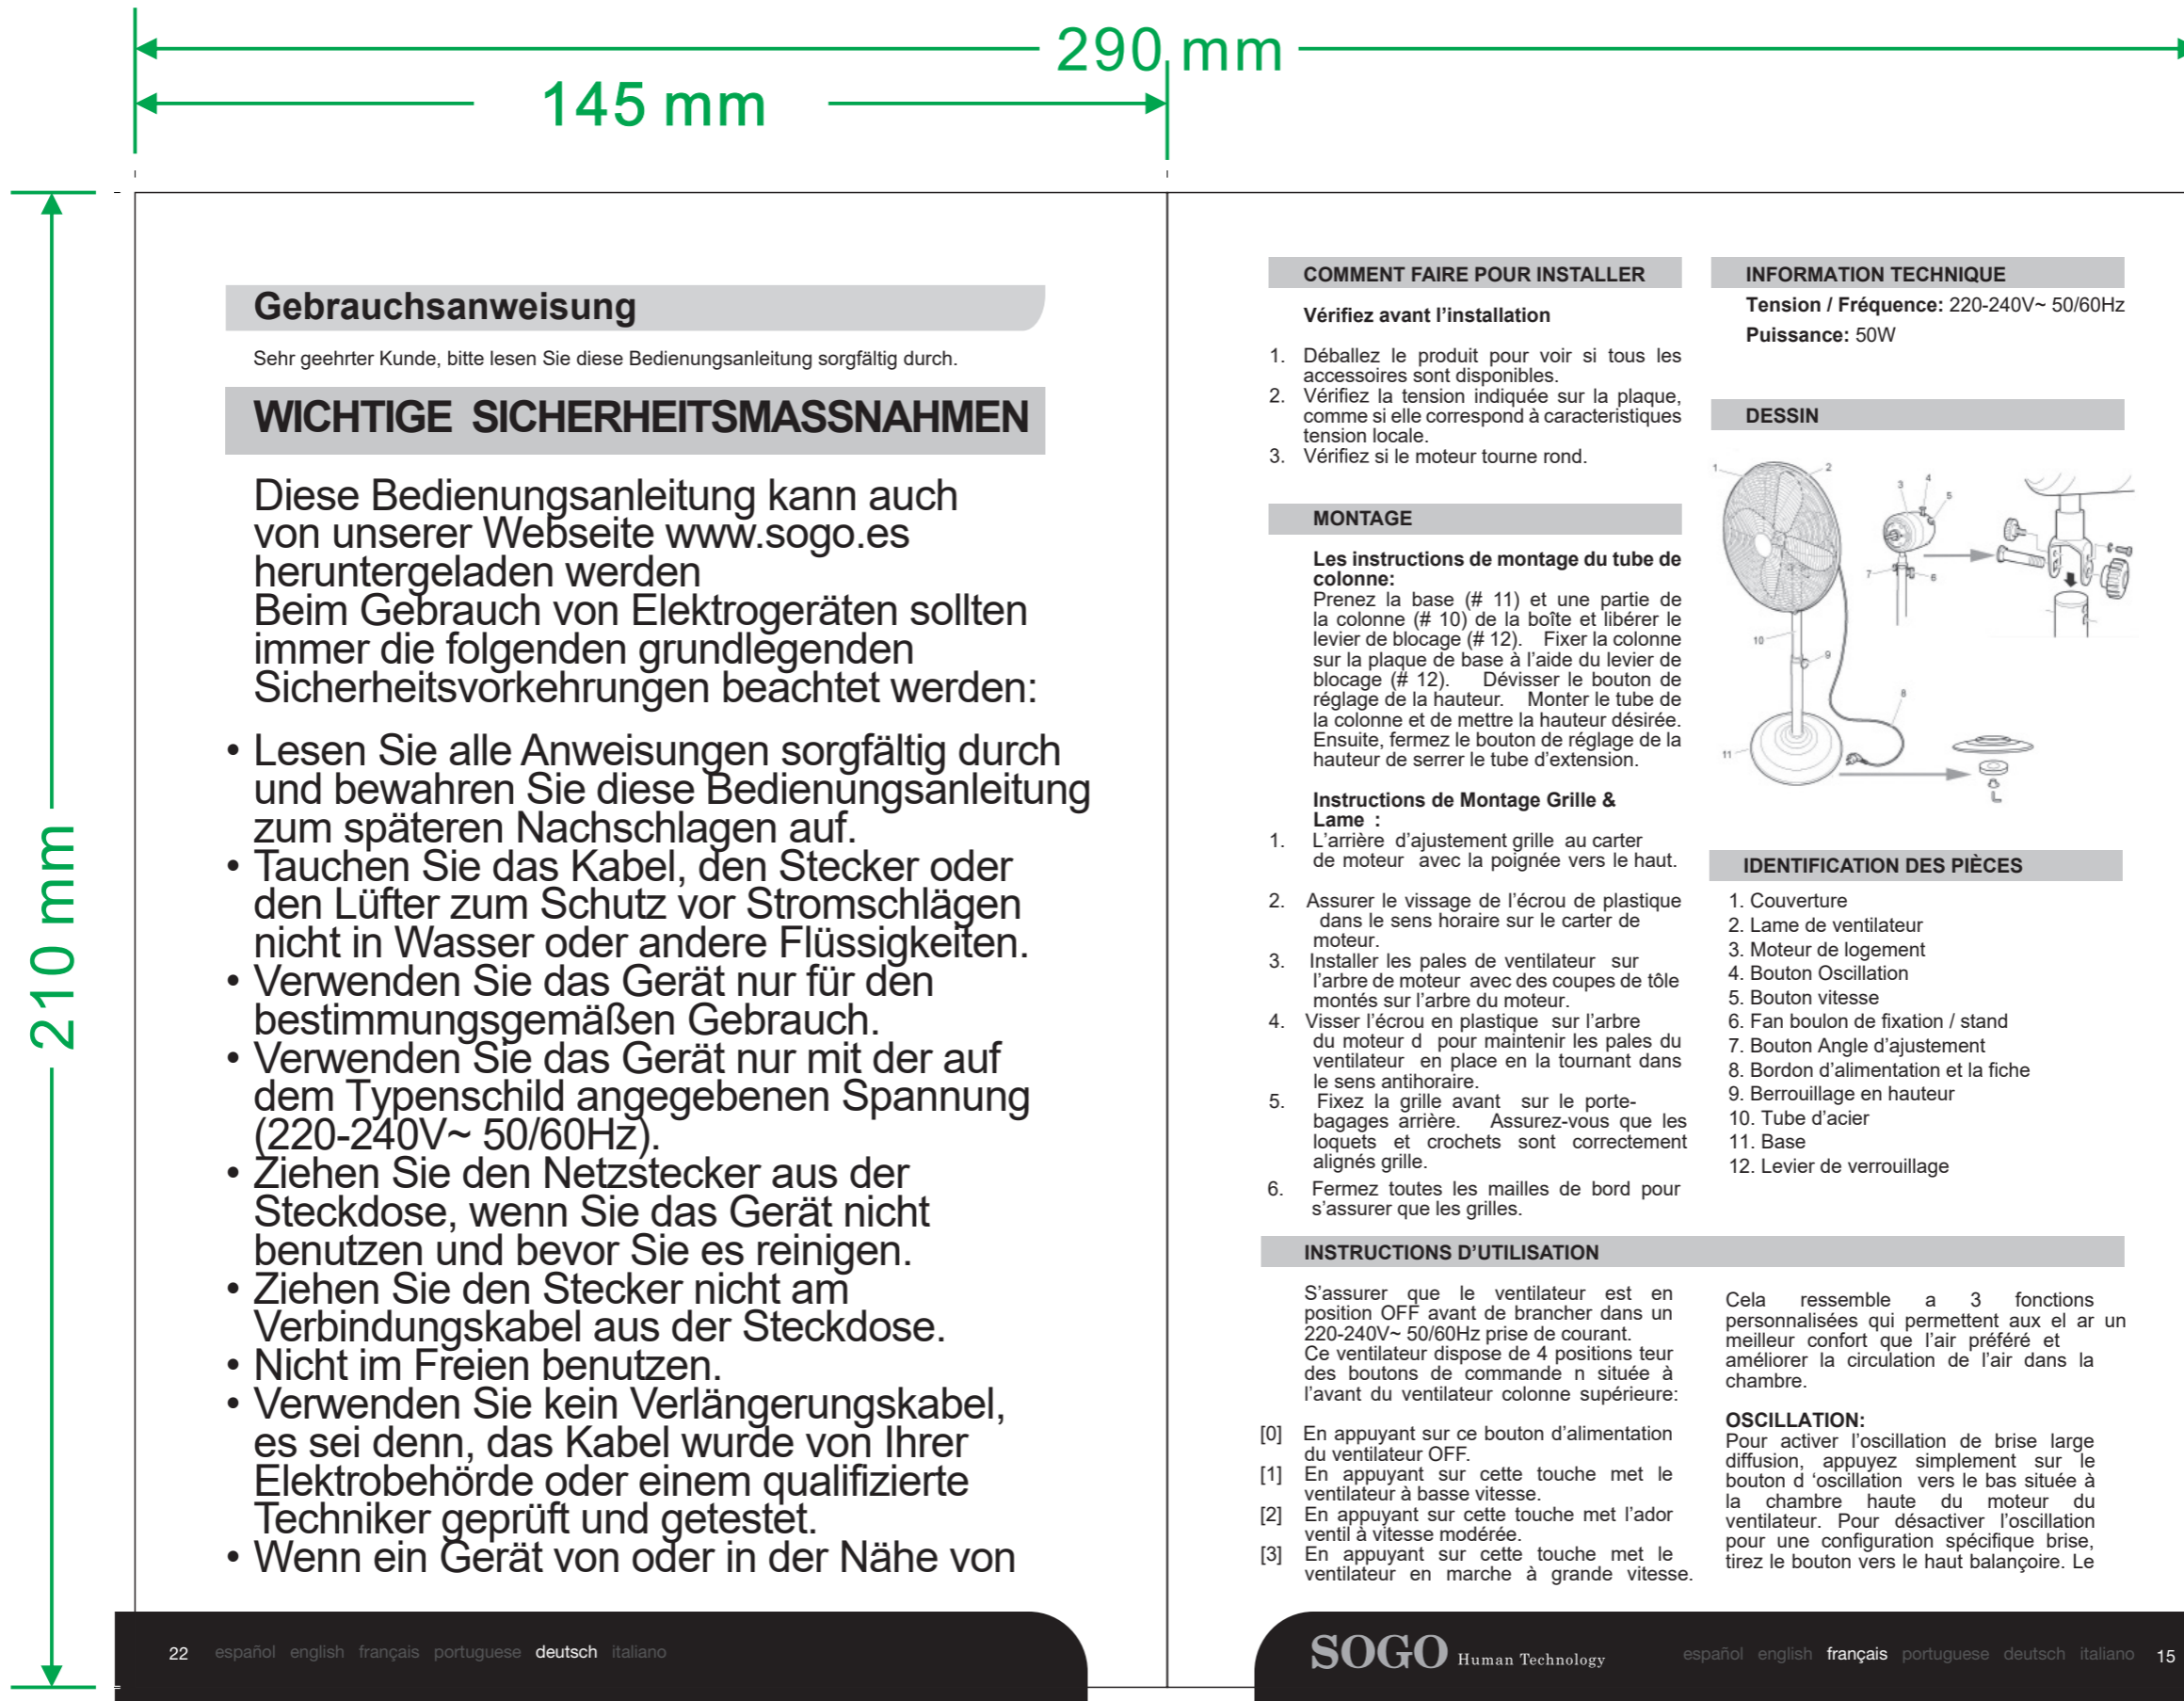 290 mm
145 mm
210 mm
Gebrauchsanweisung
Sehr geehrter Kunde, bitte lesen Sie diese Bedienungsanleitung sorgfältig durch.
WICHTIGE SICHERHEITSMASSNAHMEN
Diese Bedienungsanleitung kann auch
von unserer Webseite www.sogo.es
heruntergeladen werden
Beim Gebrauch von Elektrogeräten sollten
immer die folgenden grundlegenden
Sicherheitsvorkehrungen beachtet werden:
• Lesen Sie alle Anweisungen sorgfältig durch
und bewahren Sie diese Bedienungsanleitung
zum späteren Nachschlagen auf.
• Tauchen Sie das Kabel, den Stecker oder
den Lüfter zum Schutz vor Stromschlägen
nicht in Wasser oder andere Flüssigkeiten.
• Verwenden Sie das Gerät nur für den
bestimmungsgemäßen Gebrauch.
• Verwenden Sie das Gerät nur mit der auf
dem Typenschild angegebenen Spannung
(220-240V~ 50/60Hz).
• Ziehen Sie den Netzstecker aus der
Steckdose, wenn Sie das Gerät nicht
benutzen und bevor Sie es reinigen.
• Ziehen Sie den Stecker nicht am
Verbindungskabel aus der Steckdose.
• Nicht im Freien benutzen.
• Verwenden Sie kein Verlängerungskabel,
es sei denn, das Kabel wurde von Ihrer
Elektrobehörde oder einem qualifizierte
Techniker geprüft und getestet.
• Wenn ein Gerät von oder in der Nähe von
22 español english français portuguese deutsch italiano
COMMENT FAIRE POUR INSTALLER
Vérifiez avant l'installation
1. Déballez le produit pour voir si tous les
accessoires sont disponibles.
2. Vérifiez la tension indiquée sur la plaque,
comme si elle correspond à caracteristiques
tension locale.
3. Vérifiez si le moteur tourne rond.
MONTAGE
Les instructions de montage du tube de
colonne:
Prenez la base (# 11) et une partie de
la colonne (# 10) de la boîte et libérer le
levier de blocage (# 12). Fixer la colonne
sur la plaque de base à l'aide du levier de
blocage (# 12). Dévisser le bouton de
réglage de la hauteur. Monter le tube de
la colonne et de mettre la hauteur désirée.
Ensuite, fermez le bouton de réglage de la
hauteur de serrer le tube d'extension.
Instructions de Montage Grille &
Lame :
1. L'arrière d'ajustement grille au carter
de moteur avec la poignée vers le haut.
2. Assurer le vissage de l'écrou de plastique
dans le sens horaire sur le carter de
moteur.
3. Installer les pales de ventilateur sur
l'arbre de moteur avec des coupes de tôle
montés sur l'arbre du moteur.
4. Visser l'écrou en plastique sur l'arbre
du moteur d pour maintenir les pales du
ventilateur en place en la tournant dans
le sens antihoraire.
5. Fixez la grille avant sur le porte-
bagages arrière. Assurez-vous que les
loquets et crochets sont correctement
alignés grille.
6. Fermez toutes les mailles de bord pour
s'assurer que les grilles.
INFORMATION TECHNIQUE
Tension / Fréquence: 220-240V~ 50/60Hz
Puissance: 50W
DESSIN
1
2
3
4
5
6
7
8
9
10
11
IDENTIFICATION DES PIÈCES
1. Couverture
2. Lame de ventilateur
3. Moteur de logement
4. Bouton Oscillation
5. Bouton vitesse
6. Fan boulon de fixation / stand
7. Bouton Angle d'ajustement
8. Bordon d'alimentation et la fiche
9. Berrouillage en hauteur
10. Tube d'acier
11. Base
12. Levier de verrouillage
INSTRUCTIONS D'UTILISATION
S'assurer que le ventilateur est en
position OFF avant de brancher dans un
220-240V~ 50/60Hz prise de courant.
Ce ventilateur dispose de 4 positions teur
des boutons de commande n située à
l'avant du ventilateur colonne supérieure:
[0] En appuyant sur ce bouton d'alimentation
du ventilateur OFF.
[1] En appuyant sur cette touche met le
ventilateur à basse vitesse.
[2] En appuyant sur cette touche met l'ador
ventil à vitesse modérée.
[3] En appuyant sur cette touche met le
ventilateur en marche à grande vitesse.
Cela ressemble a 3 fonctions
personnalisées qui permettent aux el ar un
meilleur confort que l'air préféré et
améliorer la circulation de l'air dans la
chambre.
OSCILLATION:
Pour activer l'oscillation de brise large
diffusion, appuyez simplement sur le
bouton d 'oscillation vers le bas située à
la chambre haute du moteur du
ventilateur. Pour désactiver l'oscillation
pour une configuration spécifique brise,
tirez le bouton vers le haut balançoire. Le
SOGO Human Technology
español english français portuguese deutsch italiano 15